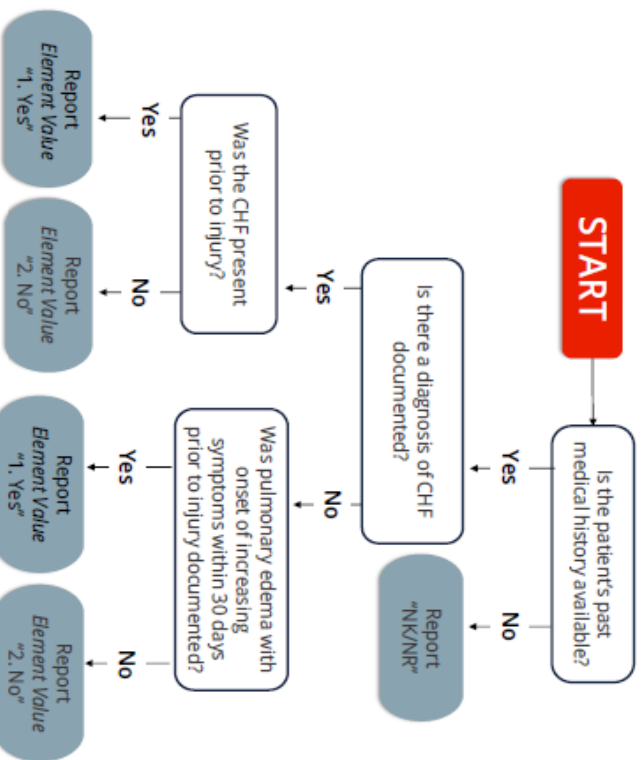 START
Is the patient's past
medical history available?
Yes
No
Report
"NK/NR"
Is there a diagnosis of CHF
documented?
Yes
No
Was the CHF present
prior to injury?
Yes
No
Report
Element Value
"1. Yes"
Report
Element Value
"2. No"
Was pulmonary edema with
onset of increasing
symptoms within 30 days
prior to injury documented?
Yes
No
Report
Element Value
"1. Yes"
Report
Element Value
"2. No"